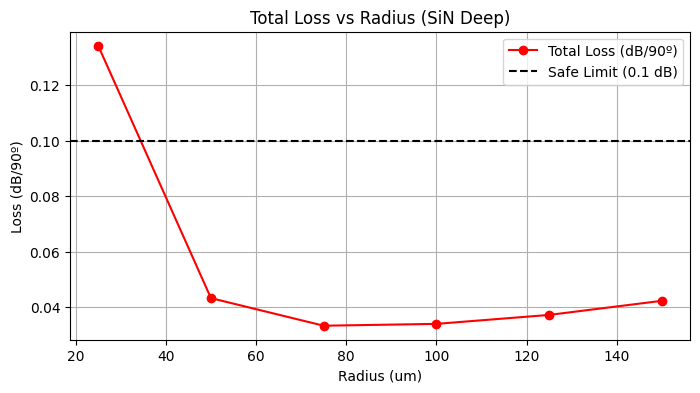 Total Loss vs Radius (SiN Deep)
Total Loss (dB/90º)
Safe Limit (0.1 dB)
Loss (dB/90º)
0.12
0.10
0.08
0.06
0.04
20 40 60 80 100 120 140
Radius (um)